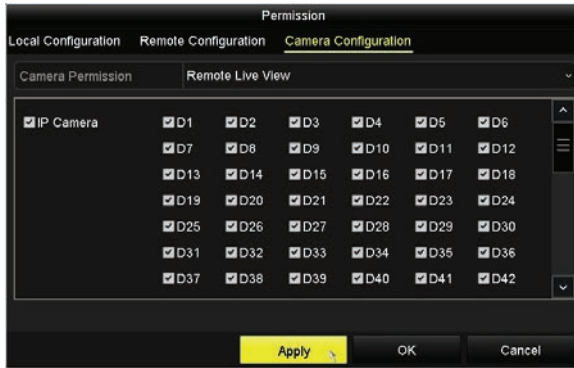 Permission
Local Configuration Remote Configuration Camera Configuration
Camera Permission Remote Live View
IP Camera D1 D2 D3 D4 D5 D6
D7 D8 D9 D10 D11 D12
D13 D14 D15 D16 D17 D18
D19 D20 D21 D22 D23 D24
D25 D26 D27 D28 D29 D30
D31 D32 D33 D34 D35 D36
D37 D38 D39 D40 D41 D42
Apply OK Cancel